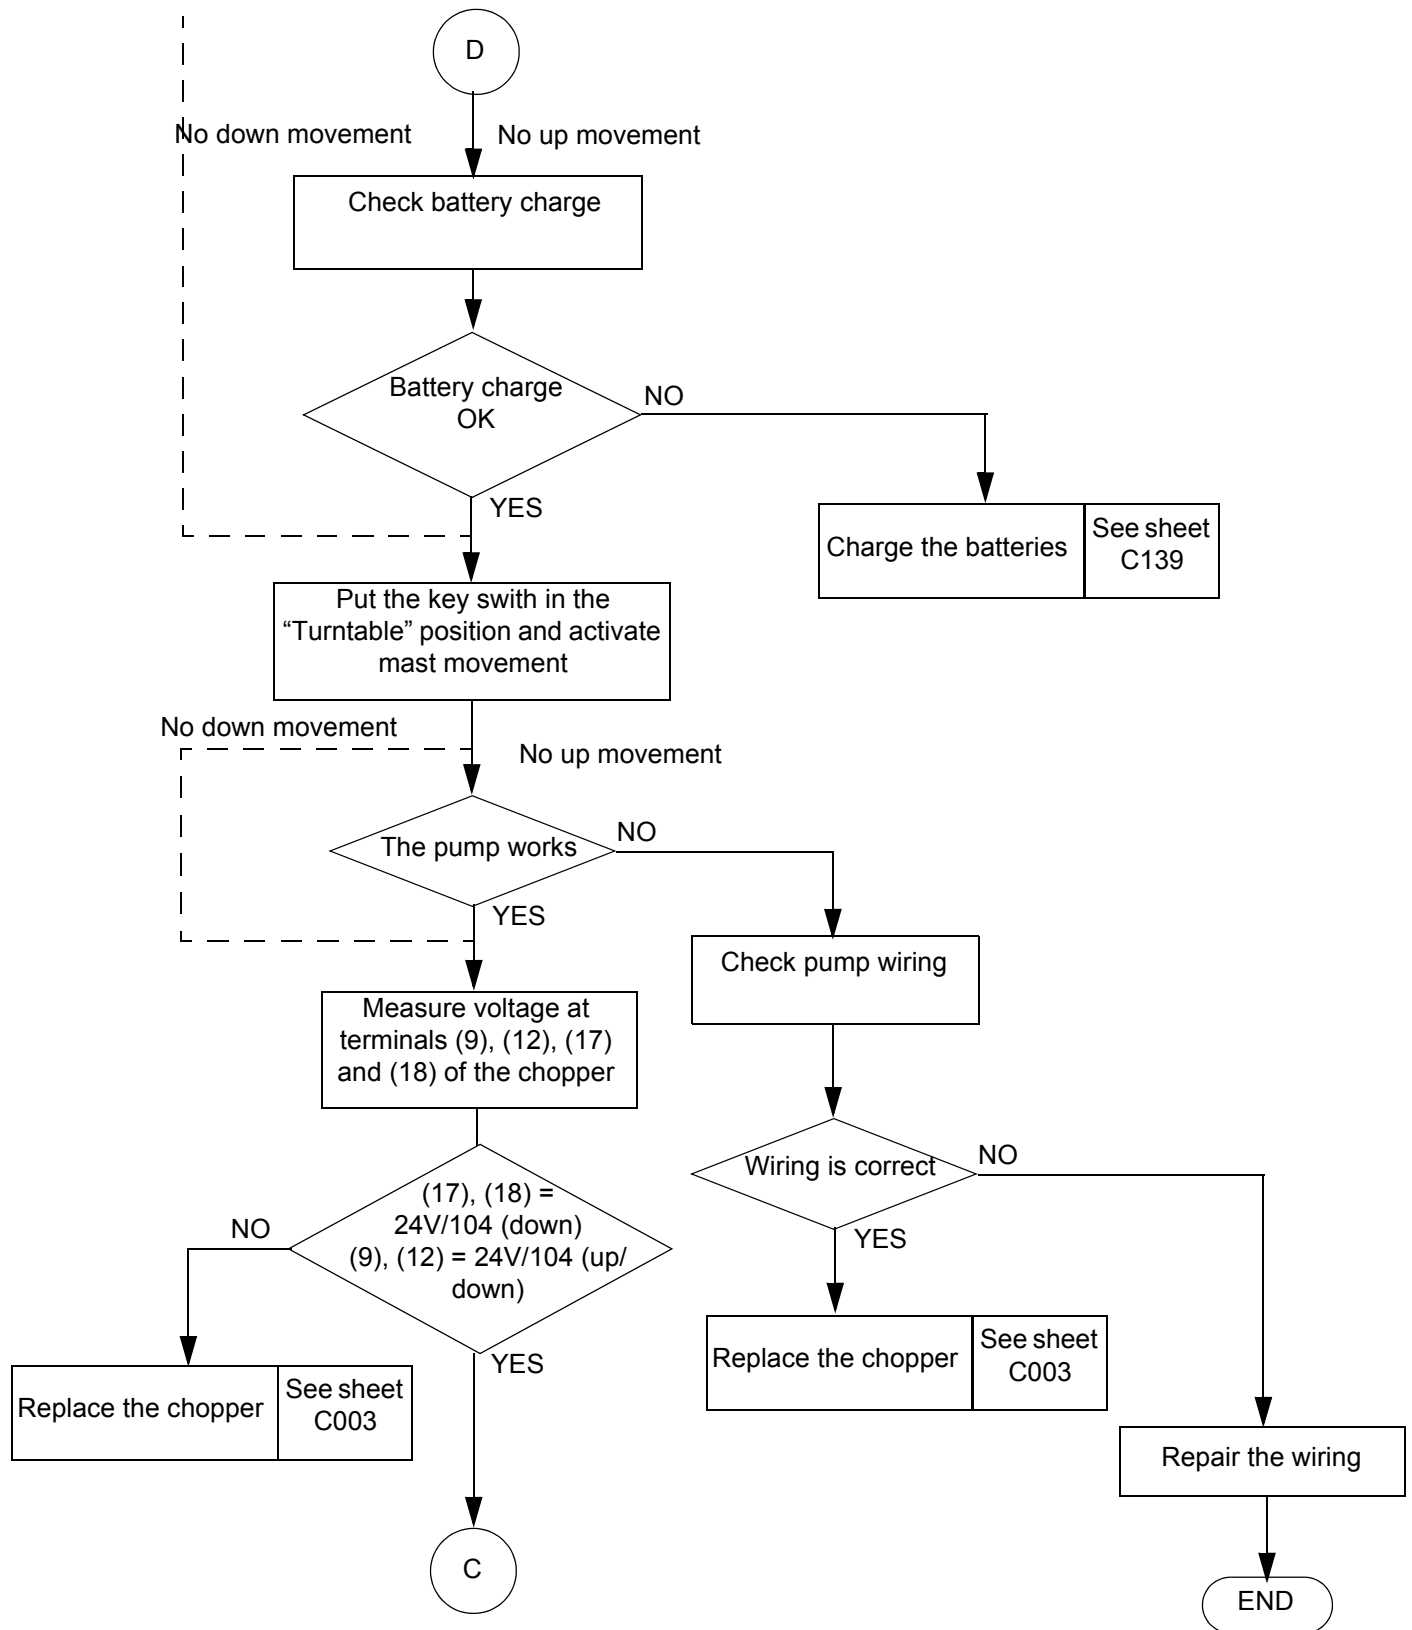 D
No down movement
No up movement
Check battery charge
Battery charge
OK
NO
YES
Charge the batteries
See sheet
C139
Put the key swith in the
“Turntable” position and activate
mast movement
No down movement
No up movement
The pump works
NO
YES
Check pump wiring
Measure voltage at
terminals (9), (12), (17)
and (18) of the chopper
Wiring is correct
NO
YES
(17), (18) =
24V/104 (down)
(9), (12) = 24V/104 (up/
down)
NO
YES
Replace the chopper
See sheet
C003
Replace the chopper
See sheet
C003
Repair the wiring
C
END